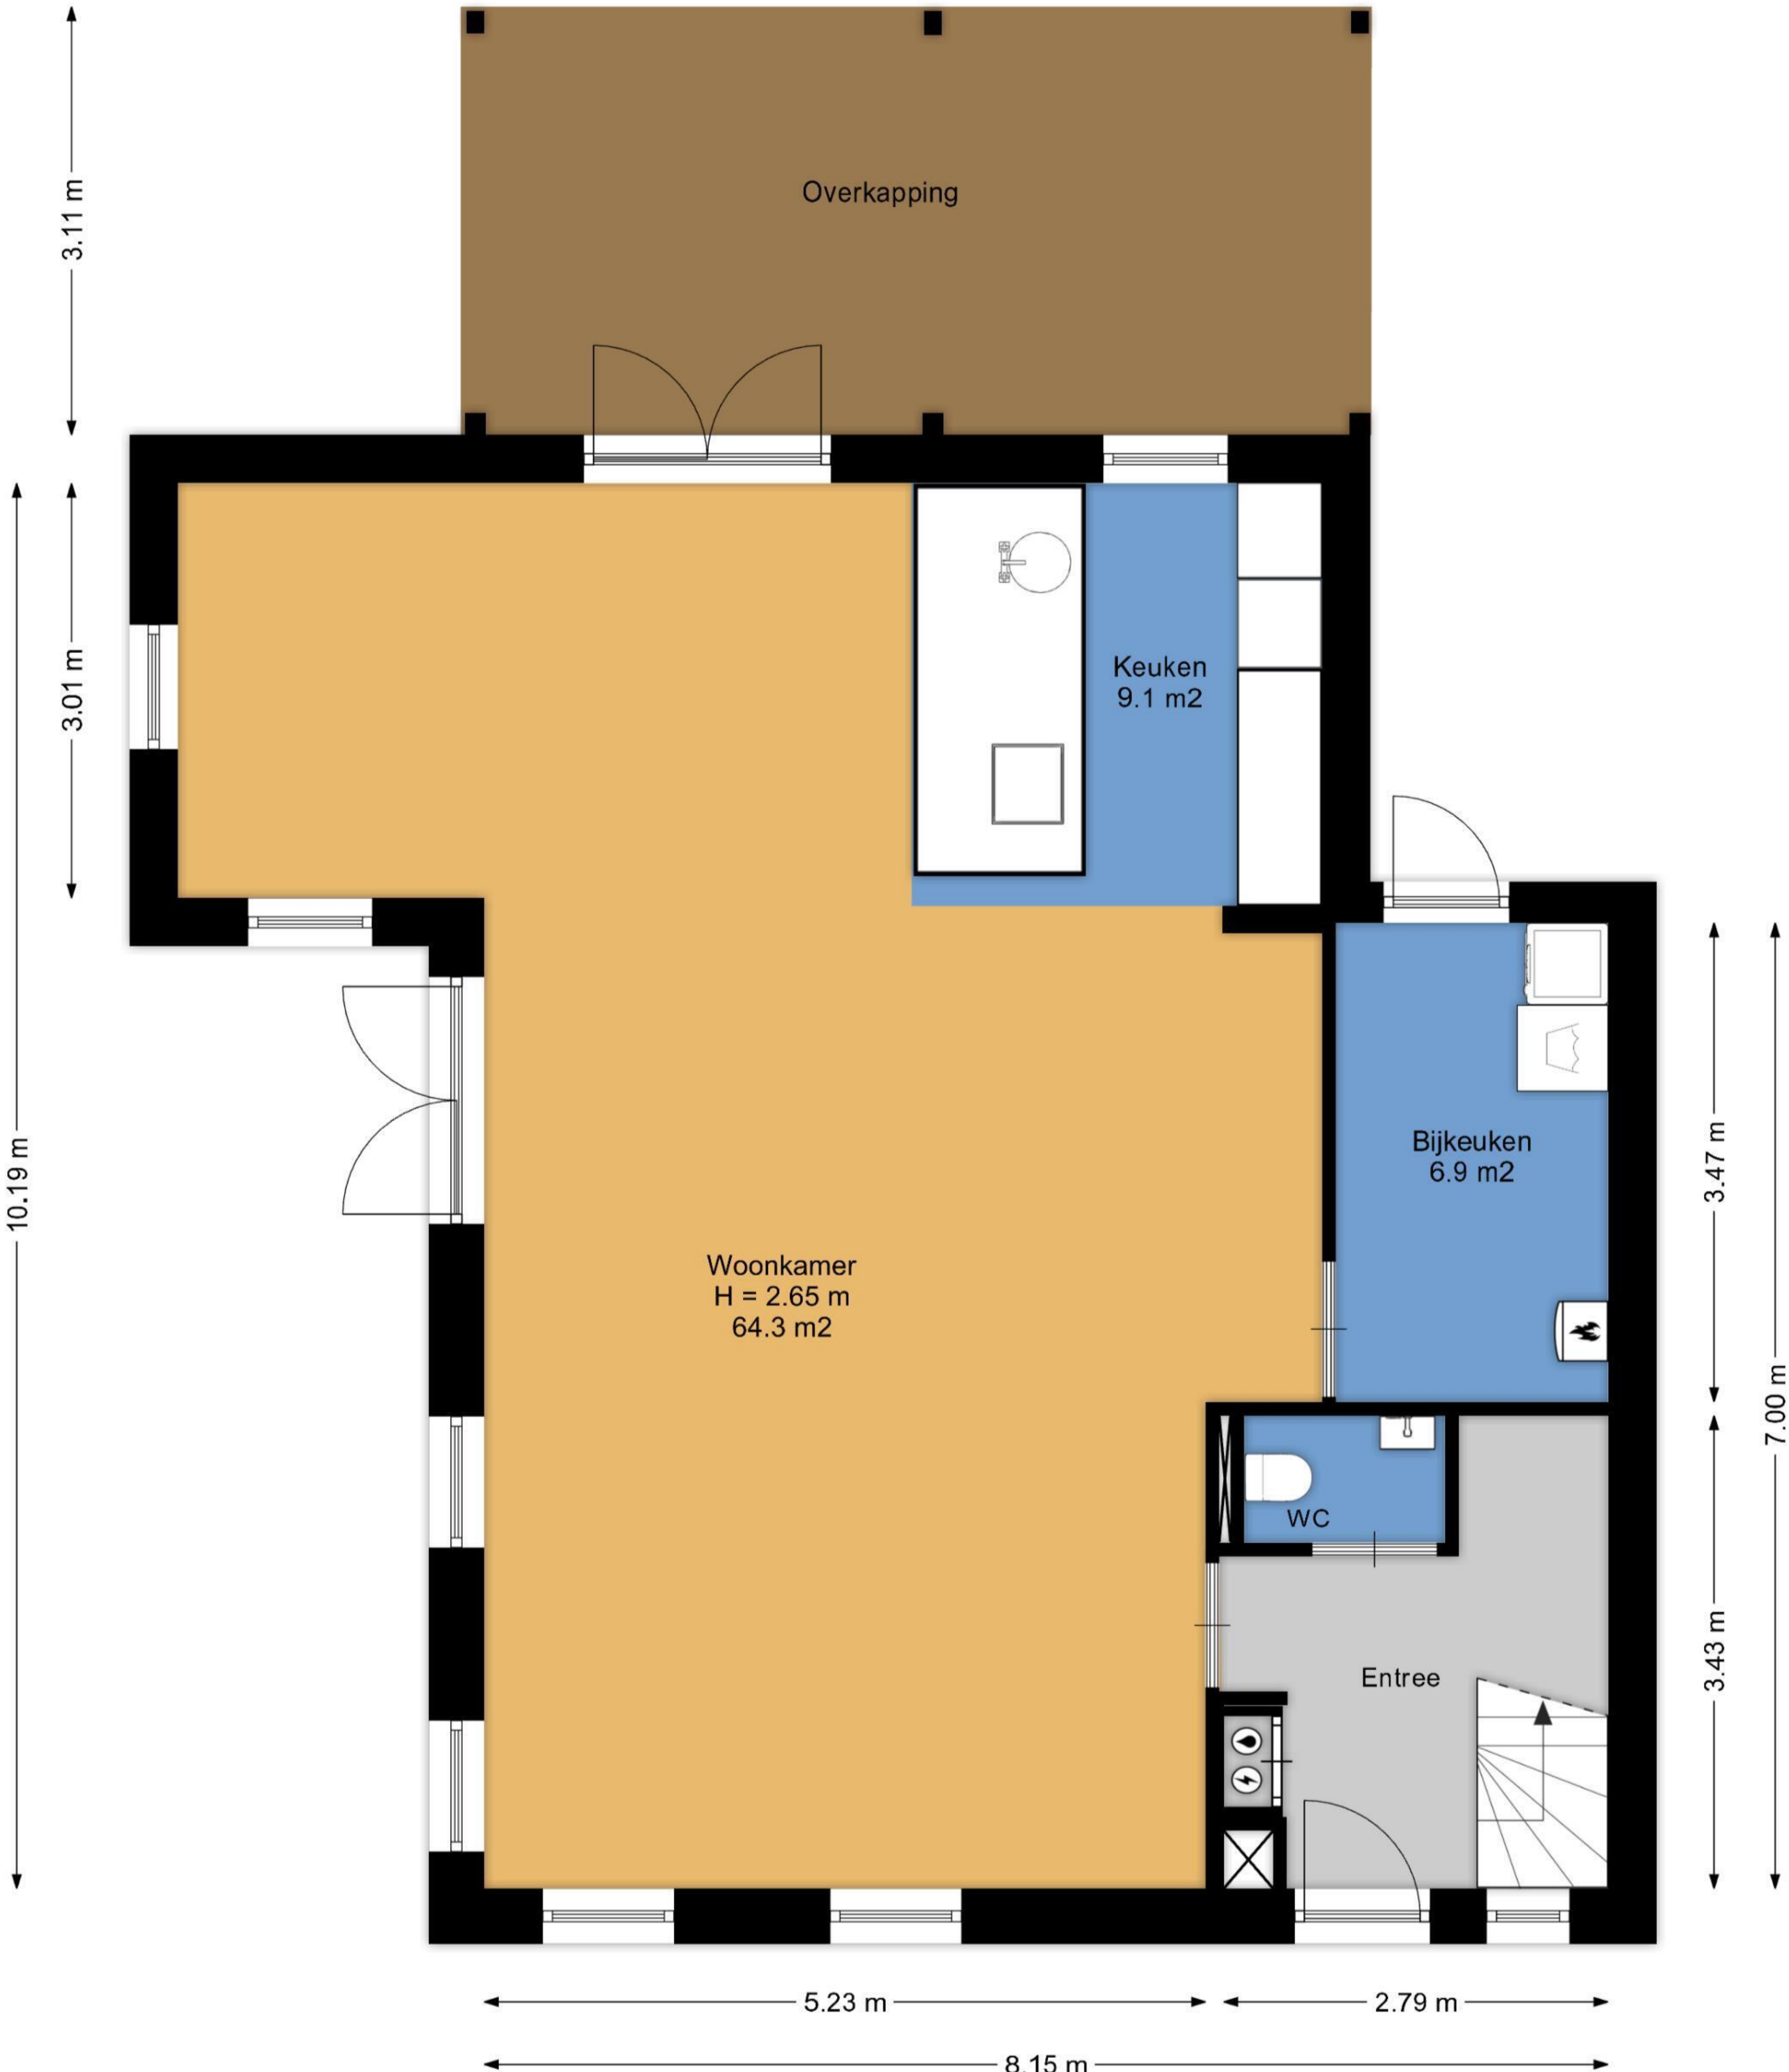 Overkapping
3.11 m
3.01 m
Keuken
9.1 m2
10.19 m
Bijkeuken
6.9 m2
3.47 m
Woonkamer
H = 2.65 m
64.3 m2
7.00 m
WC
Entree
3.43 m
5.23 m
2.79 m
8.15 m